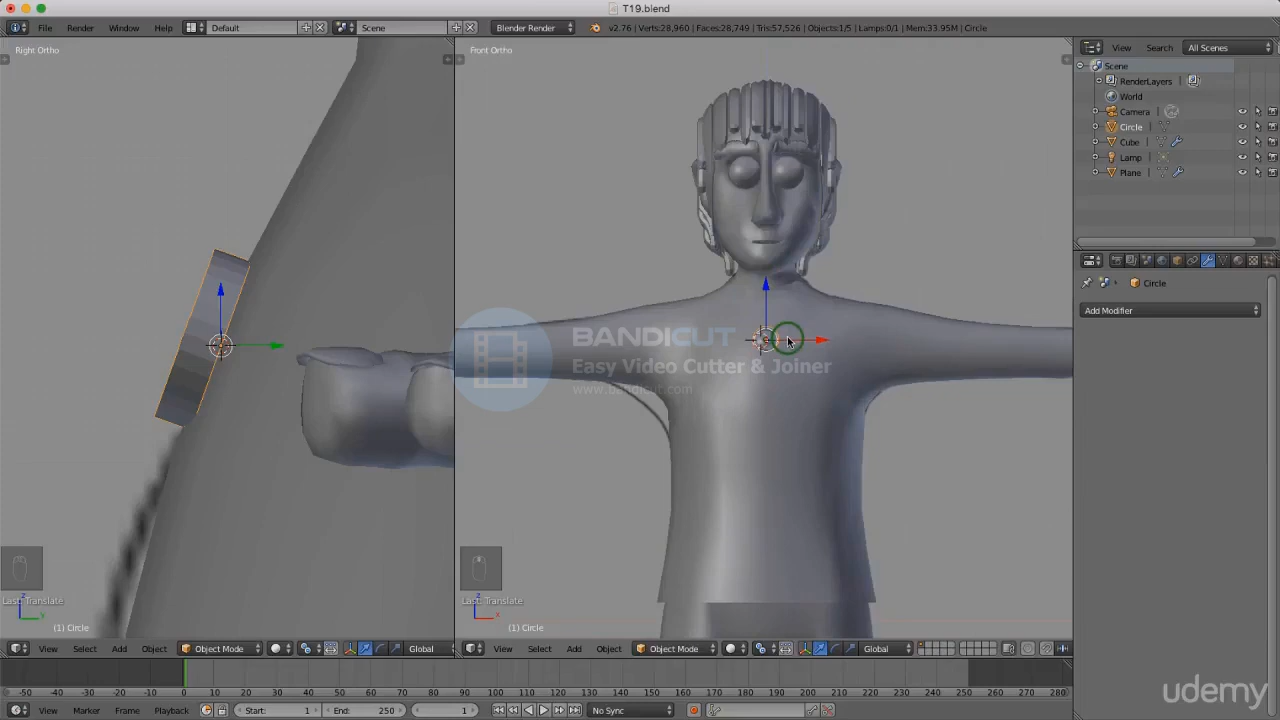 T19.blend
File Render Window Help Default Scene Blender Render v2.76 | Verts:28,960 | Faces:28,749 | Tris:57,526 | Objects:1/5 | Lamps:0/1 | Mem:33.95M | Circle
Right Ortho
Front Ortho
View Search All Scenes
Scene
RenderLayers
World
Camera
Circle
Cube
Lamp
Plane
Circle
Add Modifier
BANDICUT
Easy Video Cutter & Joiner
www.bandicut.com
Last: Translate
Last: Translate
z
y
z
x
(1) Circle
(1) Circle
View Select Add Object Object Mode Global
View Select Add Object Object Mode Global
-50 -40 -30 -20 -10 0 10 20 30 40 50 60 70 80 90 100 110 120 130 140 150 160 170 180 190 200 210 220 230 240 250 260 270 280
View Marker Frame Playback Start: 1 End: 250 1 No Sync
udemy